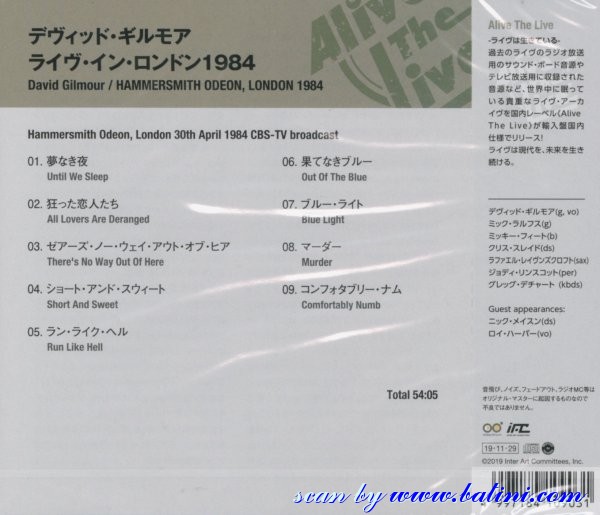 デヴィッド・ギルモア
ライヴ・イン・ロンドン1984
David Gilmour / HAMMERSMITH ODEON, LONDON 1984
Alive The Live
Hammersmith Odeon, London 30th April 1984 CBS-TV broadcast
01. 夢なき夜
Until We Sleep
02. 狂った恋人たち
All Lovers Are Deranged
03. ゼアーズ・ノー・ウェイ・アウト・オブ・ヒア
There's No Way Out Of Here
04. ショート・アンド・スウィート
Short And Sweet
05. ラン・ライク・ヘル
Run Like Hell
06. 果てなきブルー
Out Of The Blue
07. ブルー・ライト
Blue Light
08. マーダー
Murder
09. コンフォタブリー・ナム
Comfortably Numb
Total 54:05
Alive The Live
-ライヴは生きている-
過去のライヴのラジオ放送
用のサウンド・ボード音源や
テレビ放送用に収録された
音源など、世界中に眠って
いる貴重なライヴ・アーカ
イヴを国内レーベル〈Alive
The Live〉が輸入盤国内
仕様でリリース!
ライヴは現代を、未来を生き
続ける。
デヴィッド・ギルモア(g, vo)
ミック・ラルフス(g)
ミッキー・フィート(b)
クリス・スレイド(ds)
ラファエル・レイヴンズクロフト(sax)
ジョディ・リンスコット(per)
グレッグ・デチャート (kbds)
Guest appearances:
ニック・メイスン(ds)
ロイ・ハーパー(vo)
音飛び、ノイズ、フェードアウト、ラジオMC等は
オリジナル・マスターに起因するものなので
不良ではありません。
19-11-29
©2019 Inter Art Committees, Inc.
scan by www.batini.com